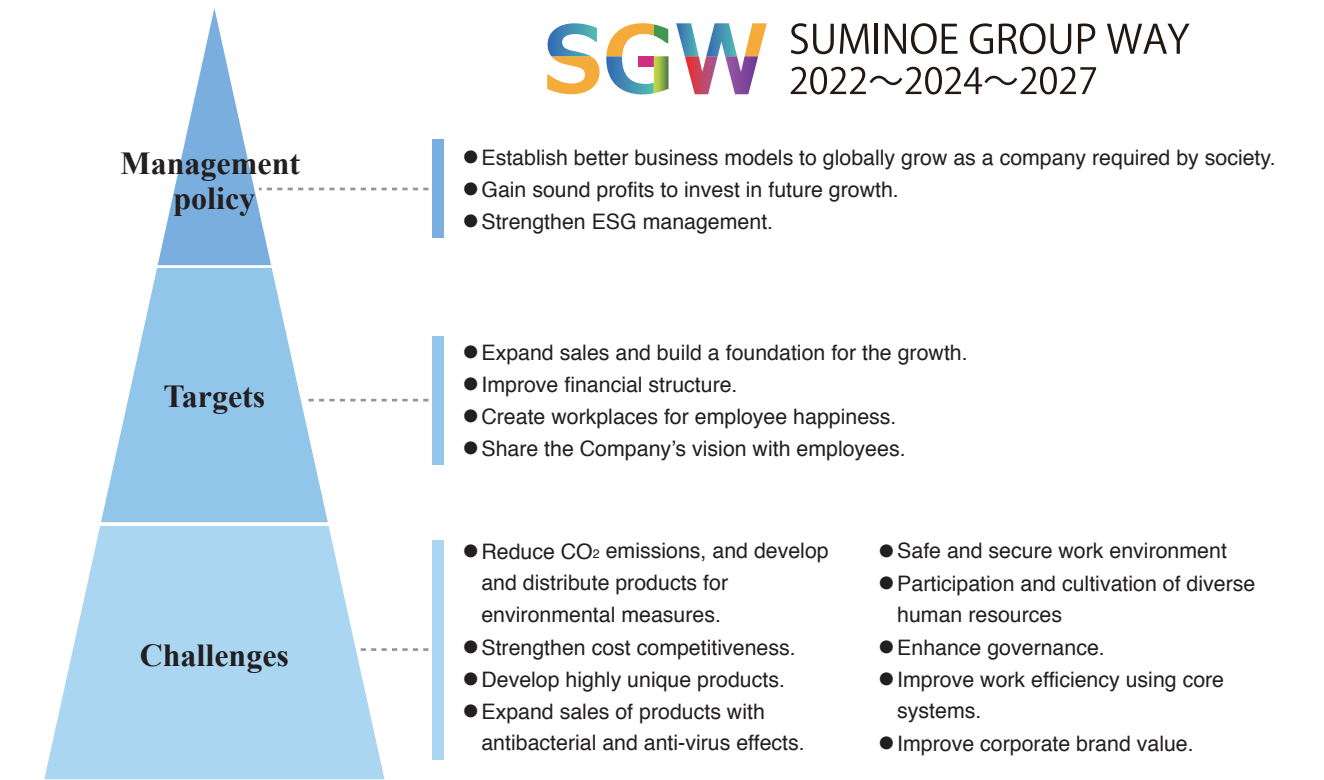 SGW SUMINOE GROUP WAY
2022～2024～2027
Management
policy
● Establish better business models to globally grow as a company required by society.
● Gain sound profits to invest in future growth.
● Strengthen ESG management.
Targets
● Expand sales and build a foundation for the growth.
● Improve financial structure.
● Create workplaces for employee happiness.
● Share the Company’s vision with employees.
Challenges
● Reduce CO₂ emissions, and develop
and distribute products for
environmental measures.
● Strengthen cost competitiveness.
● Develop highly unique products.
● Expand sales of products with
antibacterial and anti-virus effects.
● Safe and secure work environment
● Participation and cultivation of diverse
human resources
● Enhance governance.
● Improve work efficiency using core
systems.
● Improve corporate brand value.